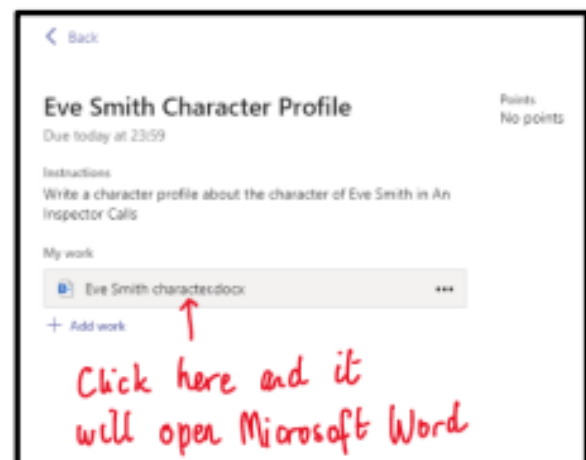 Back
Eve Smith Character Profile
Due today at 23:59
Points
No points
Instructions
Write a character profile about the character of Eve Smith in An
Inspector Calls
My work
Eve Smith character.docx
+ Add work
Click here and it
will open Microsoft Word